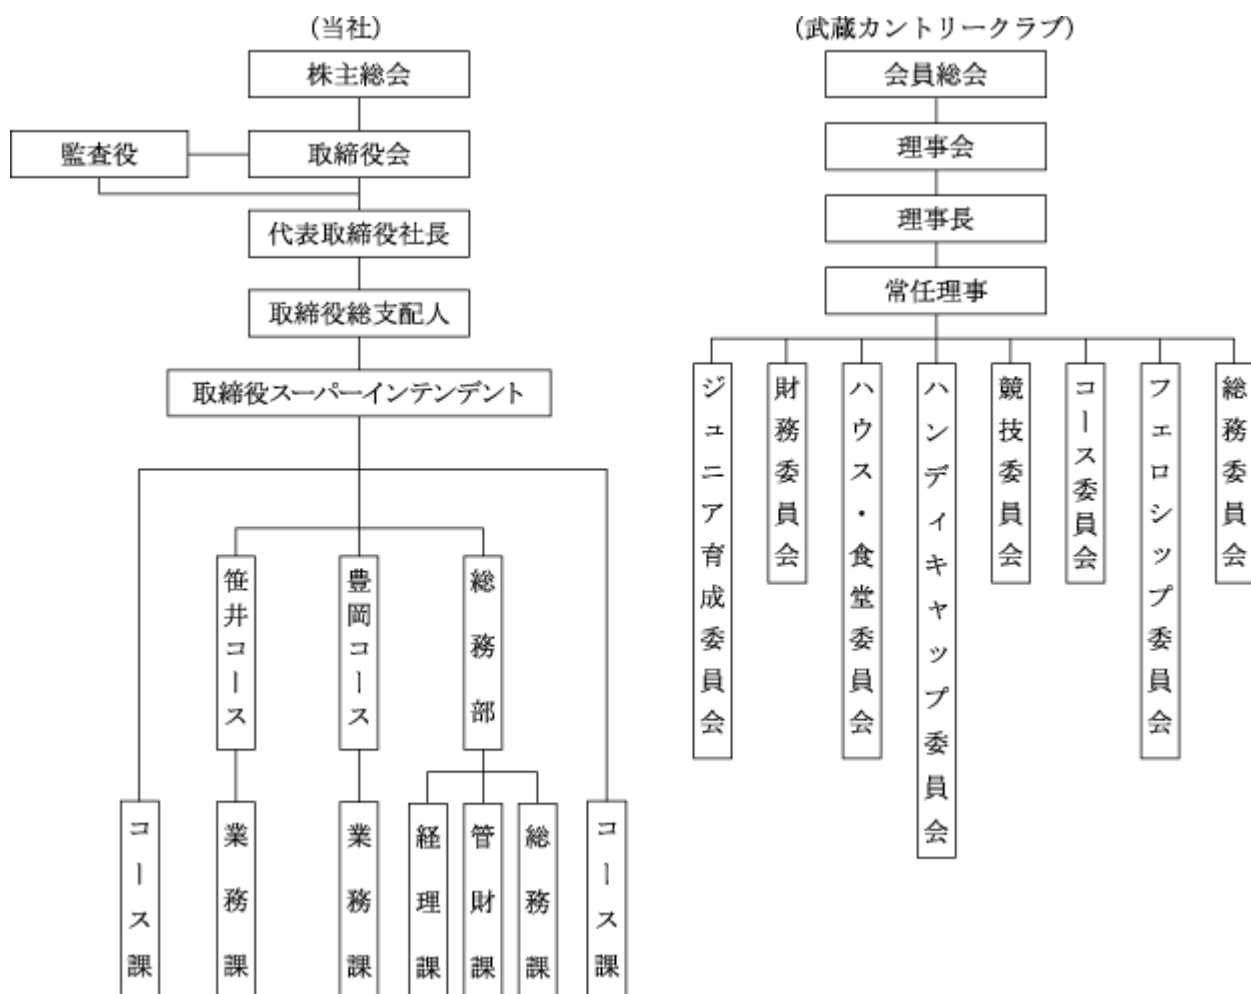 (当社)
株主総会
監査役
取締役会
代表取締役社長
取締役総支配人
取締役スーパーインテンデント
笹井コース
豊岡コース
総務部
コース課
業務課
業務課
経理課
管財課
総務課
コース課
(武蔵カントリークラブ)
会員総会
理事会
理事長
常任理事
ジュニア育成委員会
財務委員会
ハウス・食堂委員会
ハンディキャップ委員会
競技委員会
コース委員会
フェロシップ委員会
総務委員会